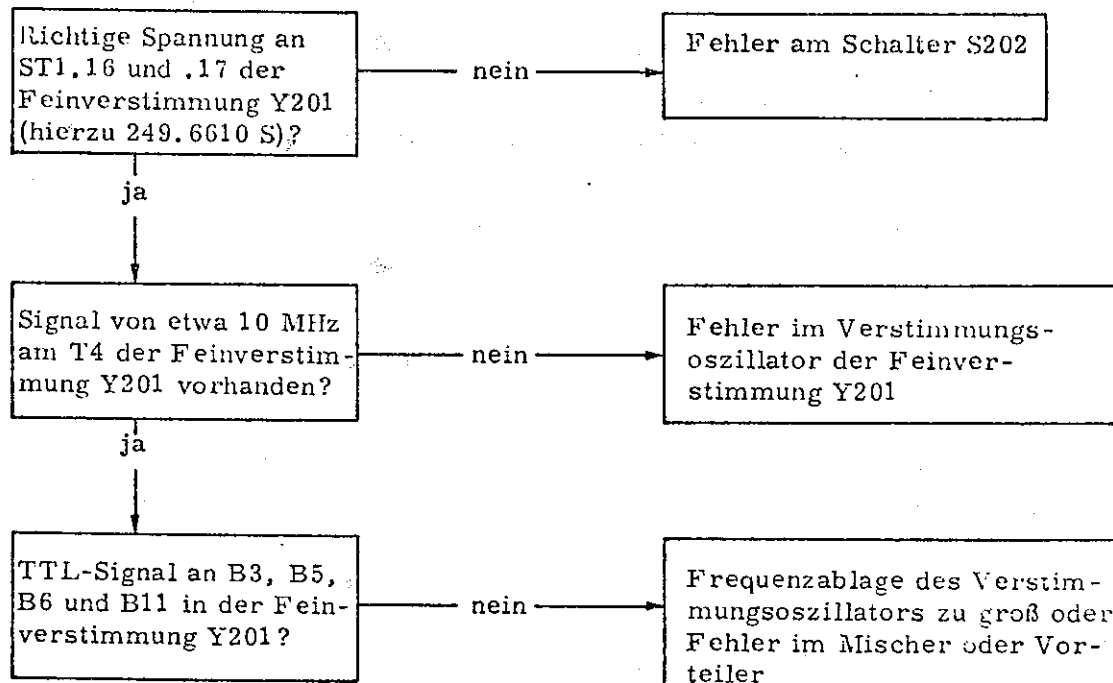 Richtige Spannung an
ST1.16 und .17 der
Feinverstimmung Y201
(hierzu 249.6610 S)?
nein
Fehler am Schalter S202
ja
Signal von etwa 10 MHz
am T4 der Feinverstim-
mung Y201 vorhanden?
nein
Fehler im Verstimmungs-
oszillator der Feinver-
stimmung Y201
ja
TTL-Signal an B3, B5,
B6 und B11 in der Fein-
verstimmung Y201?
nein
Frequenzablage des Verstim-
mungsoszillators zu groß oder
Fehler im Mischer oder Vor-
teiler